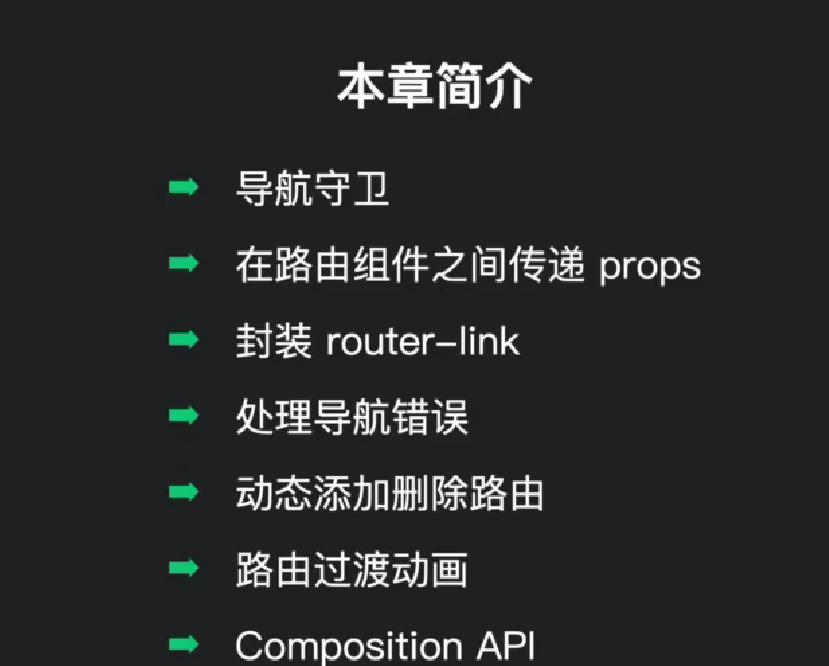 本章简介
导航守卫
在路由组件之间传递 props
封装 router-link
处理导航错误
动态添加删除路由
路由过渡动画
Composition API